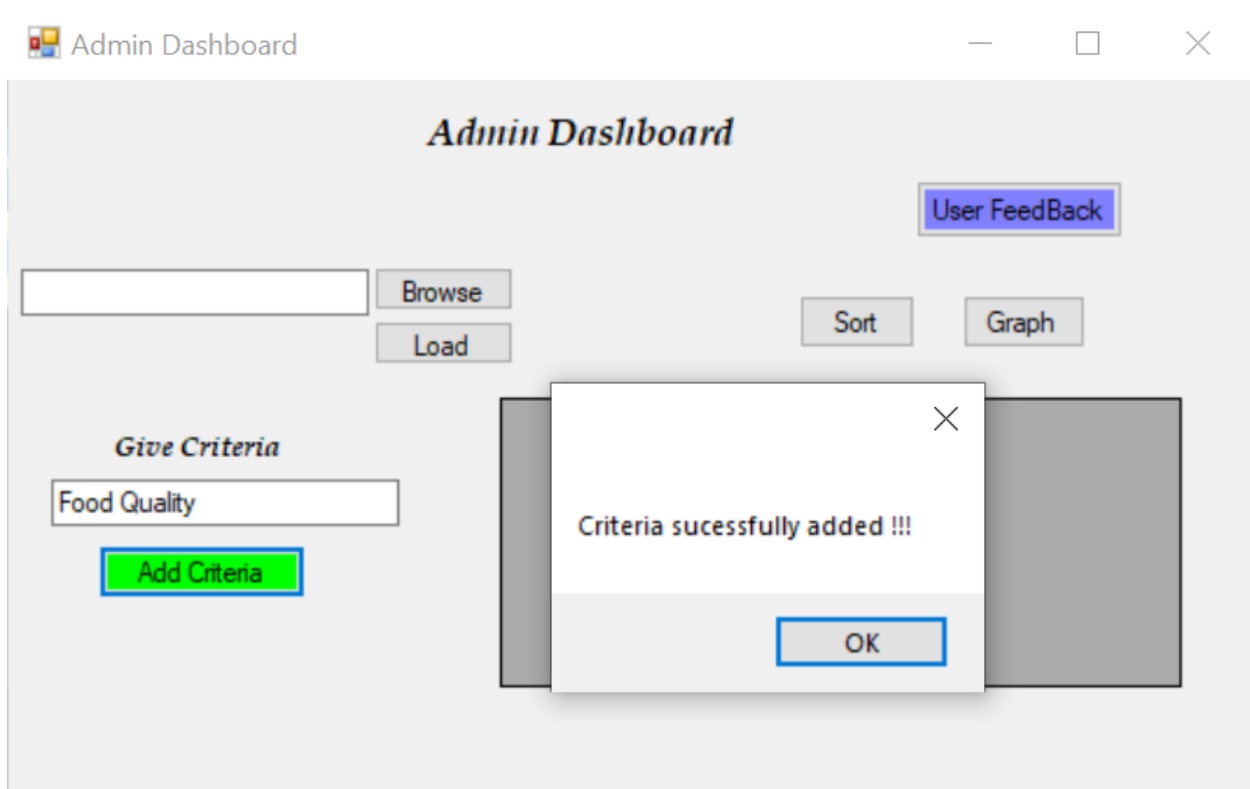 Admin Dashboard
Admin Dashboard
User FeedBack
Browse
Load
Sort
Graph
Give Criteria
Food Quality
Add Criteria
Criteria sucessfully added !!!
OK